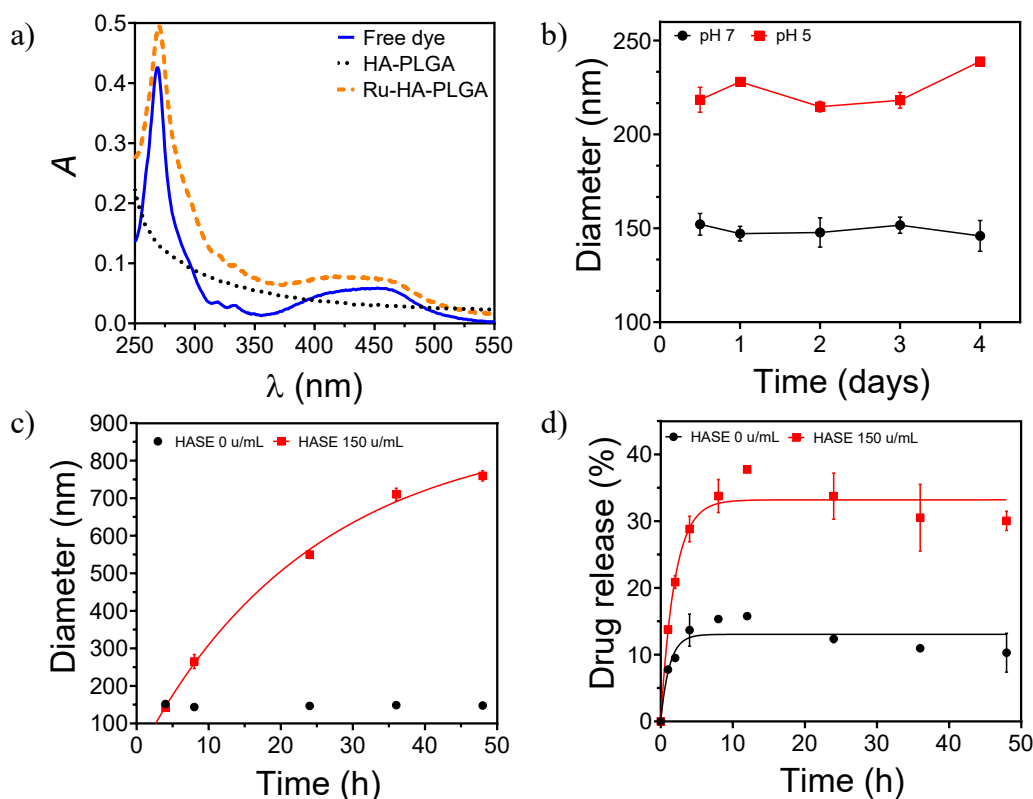 a)
0.5
0.4
0.3
0.2
0.1
0.0
A
Free dye
HA-PLGA
Ru-HA-PLGA
250 300 350 400 450 500 550
λ (nm)
b)
pH 7 pH 5
250
200
150
100
Diameter (nm)
0 1 2 3 4
Time (days)
c)
900
800
700
600
500
400
300
200
100
Diameter (nm)
HASE 0 u/mL HASE 150 u/mL
0 10 20 30 40 50
Time (h)
d)
HASE 0 u/mL HASE 150 u/mL
40
30
20
10
0
Drug release (%)
0 10 20 30 40 50
Time (h)